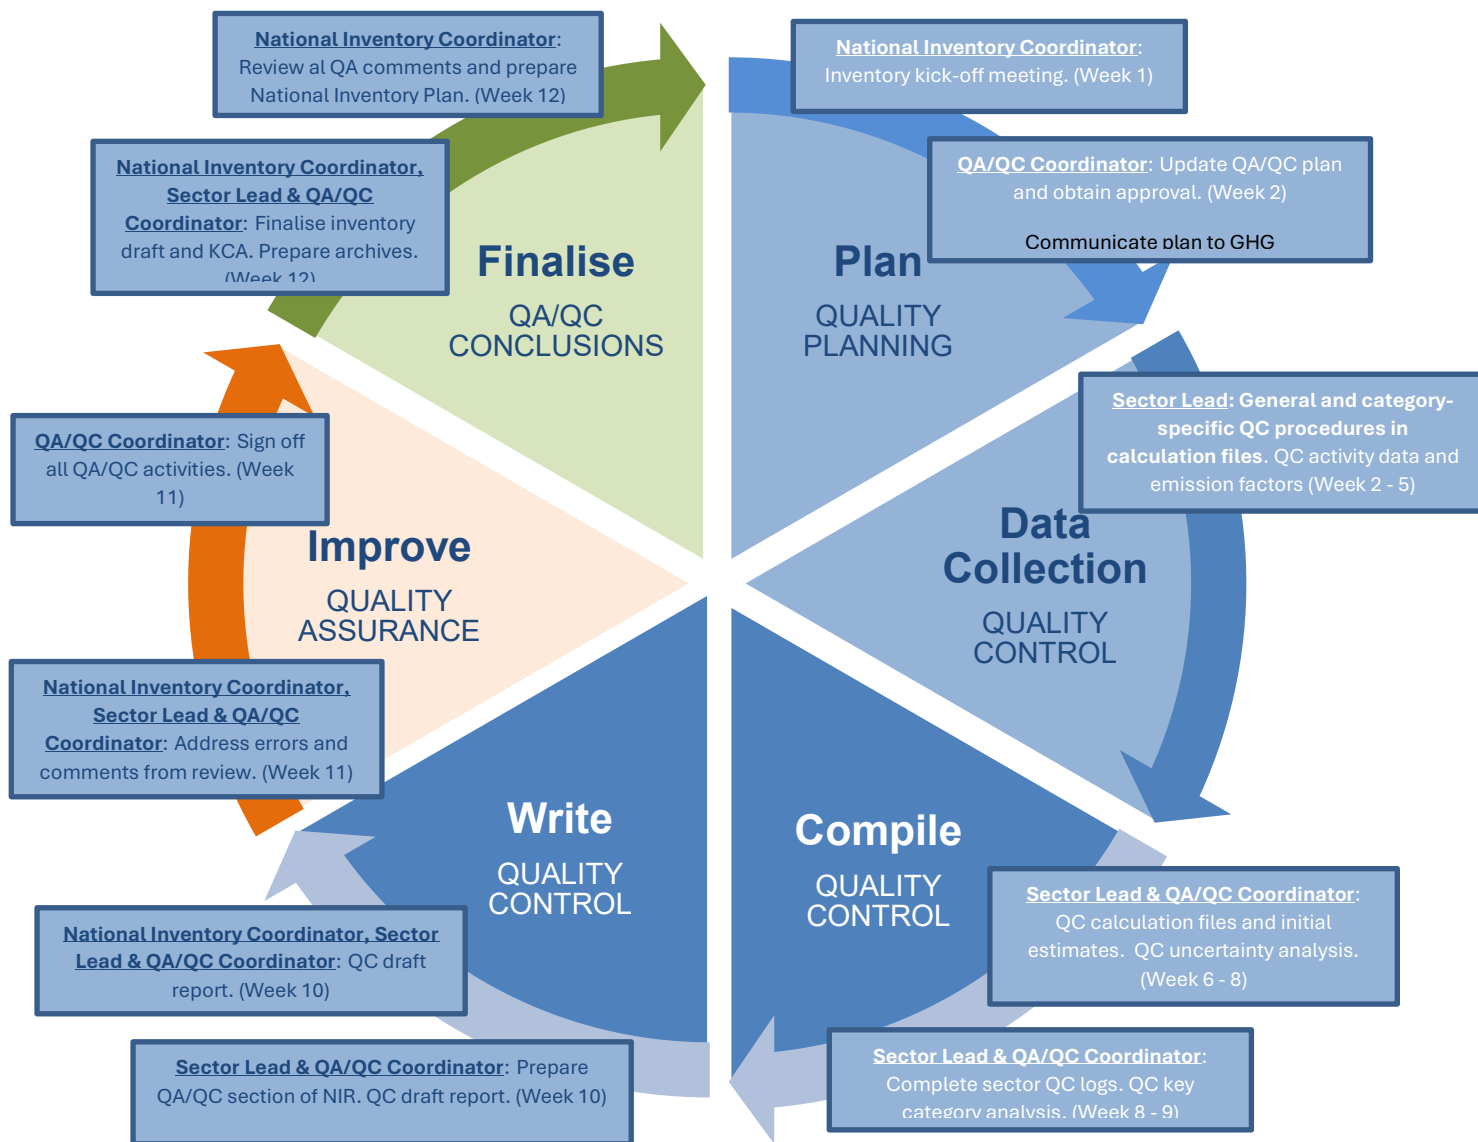 National Inventory Coordinator:
Review al QA comments and prepare
National Inventory Plan. (Week 12)
National Inventory Coordinator:
Inventory kick-off meeting. (Week 1)
National Inventory Coordinator,
Sector Lead & QA/QC
Coordinator: Finalise inventory
draft and KCA. Prepare archives.
(Week 12)
QA/QC Coordinator: Update QA/QC plan
and obtain approval. (Week 2)
Communicate plan to GHG
Finalise
QA/QC
CONCLUSIONS
Plan
QUALITY
PLANNING
QA/QC Coordinator: Sign off
all QA/QC activities. (Week
11)
Sector Lead: General and category-
specific QC procedures in
calculation files. QC activity data and
emission factors (Week 2 - 5)
Improve
QUALITY
ASSURANCE
Data
Collection
QUALITY
CONTROL
National Inventory Coordinator,
Sector Lead & QA/QC
Coordinator: Address errors and
comments from review. (Week 11)
Write
QUALITY
CONTROL
Compile
QUALITY
CONTROL
Sector Lead & QA/QC Coordinator:
QC calculation files and initial
estimates. QC uncertainty analysis.
(Week 6 - 8)
National Inventory Coordinator, Sector
Lead & QA/QC Coordinator: QC draft
report. (Week 10)
Sector Lead & QA/QC Coordinator: Prepare
QA/QC section of NIR. QC draft report. (Week 10)
Sector Lead & QA/QC Coordinator:
Complete sector QC logs. QC key
category analysis. (Week 8 - 9)